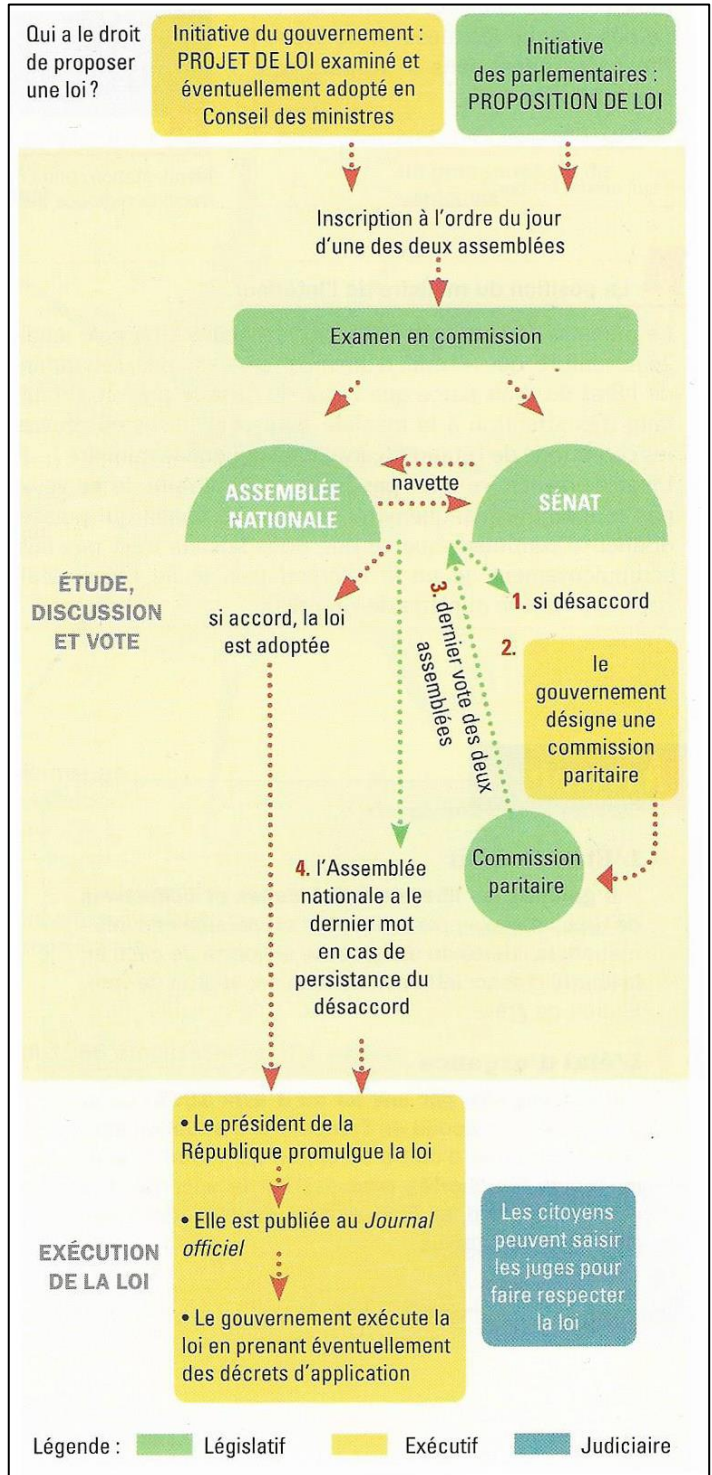 Qui a le droit
de proposer
une loi ?
Initiative du gouvernement :
PROJET DE LOI examiné et
éventuellement adopté en
Conseil des ministres
Initiative
des parlementaires :
PROPOSITION DE LOI
Inscription à l'ordre du jour
d'une des deux assemblées
Examen en commission
ASSEMBLÉE
NATIONALE
navette
SÉNAT
ÉTUDE,
DISCUSSION
ET VOTE
si accord, la loi
est adoptée
3. dernier vote des deux
assemblées
1. si désaccord
2.
le
gouvernement
désigne une
commission
paritaire
Commission
paritaire
4. l'Assemblée
nationale a le
dernier mot
en cas de
persistance du
désaccord
EXÉCUTION
DE LA LOI
• Le président de la
République promulgue la loi
• Elle est publiée au Journal
officiel
• Le gouvernement exécute la
loi en prenant éventuellement
des décrets d'application
Les citoyens
peuvent saisir
les juges pour
faire respecter
la loi
Légende :
Législatif
Exécutif
Judiciaire